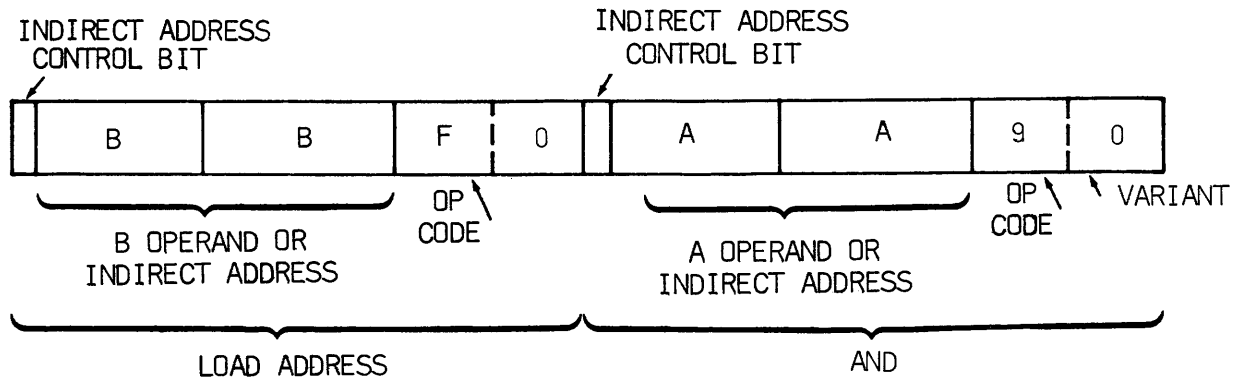 INDIRECT ADDRESS
CONTROL BIT
INDIRECT ADDRESS
CONTROL BIT
B B F 0 A A 9 0
OP
CODE
OP
CODE
VARIANT
B OPERAND OR
INDIRECT ADDRESS
A OPERAND OR
INDIRECT ADDRESS
LOAD ADDRESS
AND